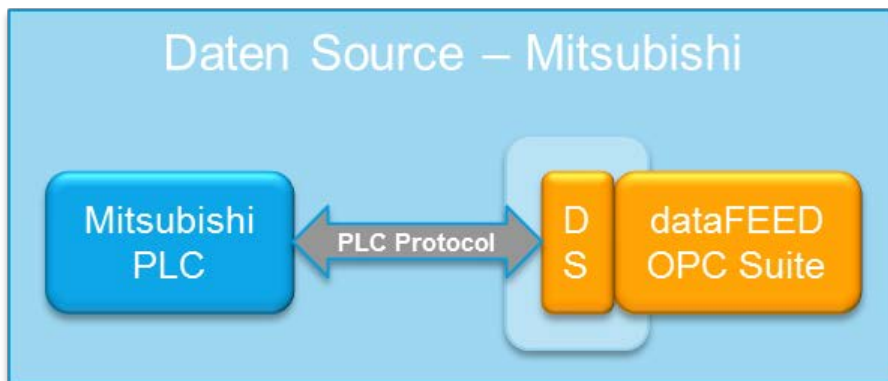 Daten Source – Mitsubishi
Mitsubishi
PLC
PLC Protocol
D
S
dataFEED
OPC Suite